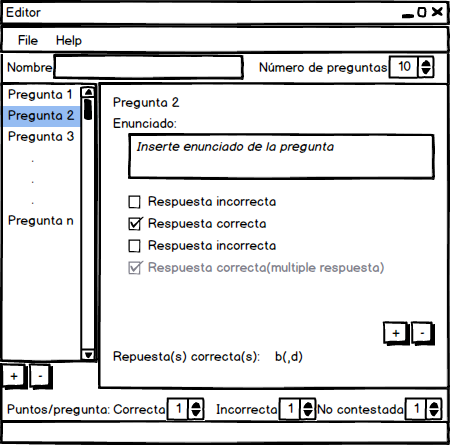 Editor
File Help
Nombre Número de preguntas 10
Pregunta 1
Pregunta 2
Pregunta 3
.
.
.
Pregunta n
+ -
Pregunta 2
Enunciado:
Inserte enunciado de la pregunta
Respuesta incorrecta
Respuesta correcta
Respuesta incorrecta
Respuesta correcta(multiple respuesta)
+ -
Repuesta(s) correcta(s): b(,d)
Puntos/pregunta: Correcta 1 Incorrecta 1 No contestada 1